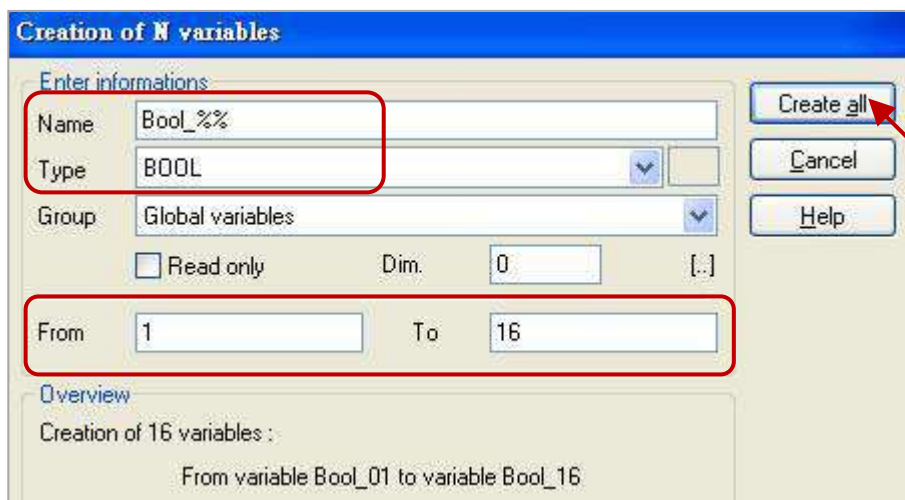 Creation of N variables
Enter informations
Name Bool_%%
Type BOOL
Group Global variables
Read only Dim. 0 [..]
From 1 To 16
Create all
Cancel
Help
Overview
Creation of 16 variables :
From variable Bool_01 to variable Bool_16